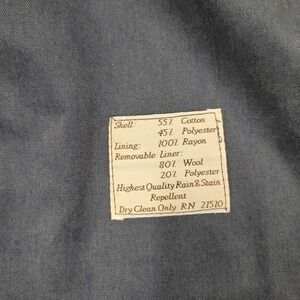 Shell: 55% Cotton
45% Polyester
Lining: 100% Rayon
Removable Liner:
80% Wool
20% Polyester
Highest Quality Rain & Stain
Repellent
Dry Clean Only RN 21510